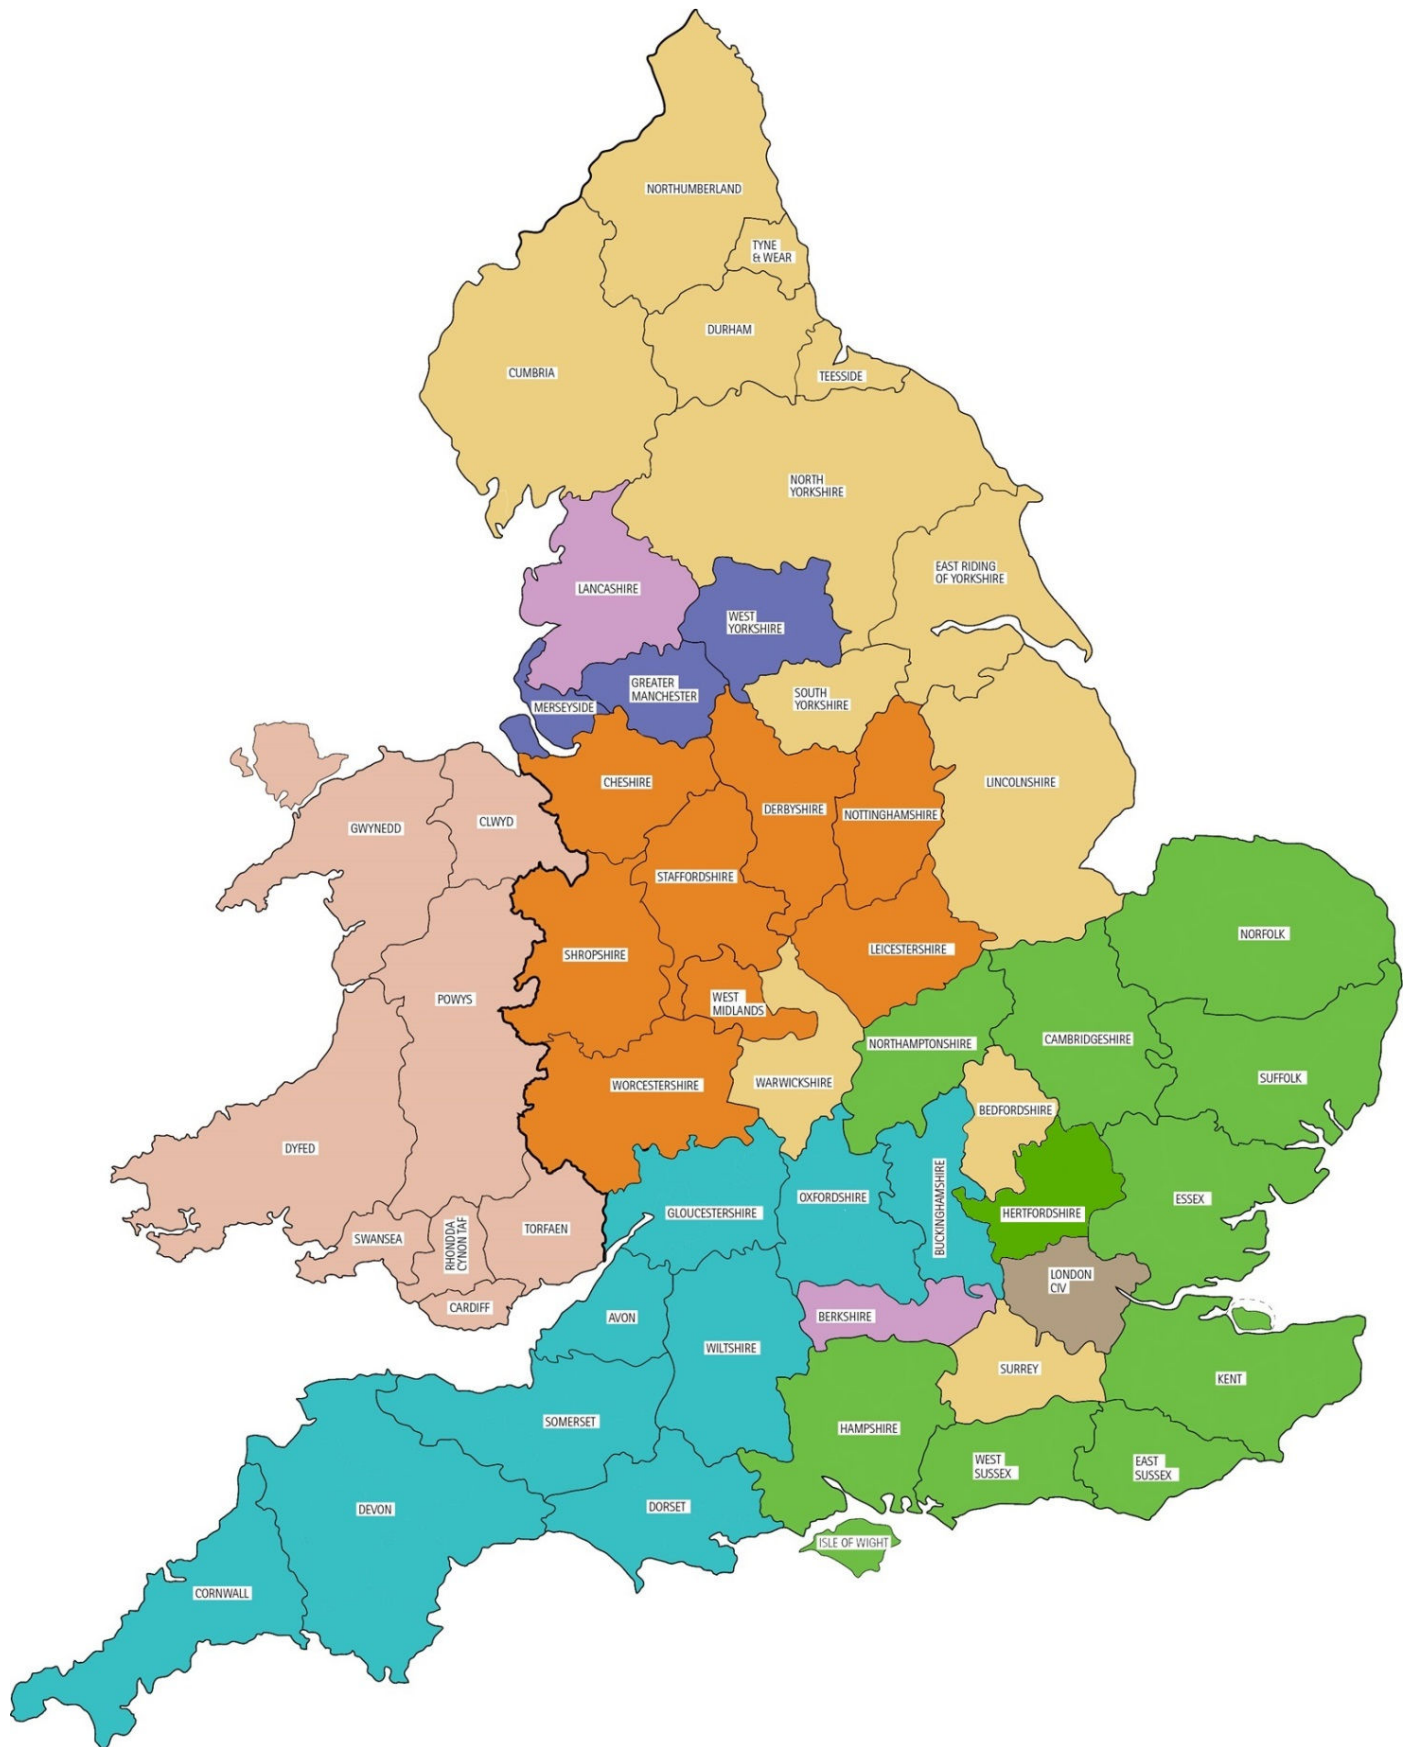 NORTHUMBERLAND
TYNE
& WEAR
DURHAM
CUMBRIA
TEESSIDE
NORTH
YORKSHIRE
EAST RIDING
OF YORKSHIRE
LANCASHIRE
WEST
YORKSHIRE
GREATER
MANCHESTER
SOUTH
YORKSHIRE
MERSEYSIDE
CHESHIRE
LINCOLNSHIRE
DERBYSHIRE
NOTTINGHAMSHIRE
GWYNEDD
CLWYD
STAFFORDSHIRE
NORFOLK
LEICESTERSHIRE
SHROPSHIRE
POWYS
WEST
MIDLANDS
CAMBRIDGESHIRE
NORTHAMPTONSHIRE
SUFFOLK
WARWICKSHIRE
WORCESTERSHIRE
BEDFORDSHIRE
DYFED
OXFORDSHIRE
BUCKINGHAMSHIRE
ESSEX
GLOUCESTERSHIRE
HERTFORDSHIRE
TORFAEN
SWANSEA
RHONDDA
CYNON TAF
LONDON
CIV
CARDIFF
AVON
BERKSHIRE
WILTSHIRE
SURREY
KENT
SOMERSET
HAMPSHIRE
WEST
SUSSEX
EAST
SUSSEX
DORSET
DEVON
ISLE OF WIGHT
CORNWALL